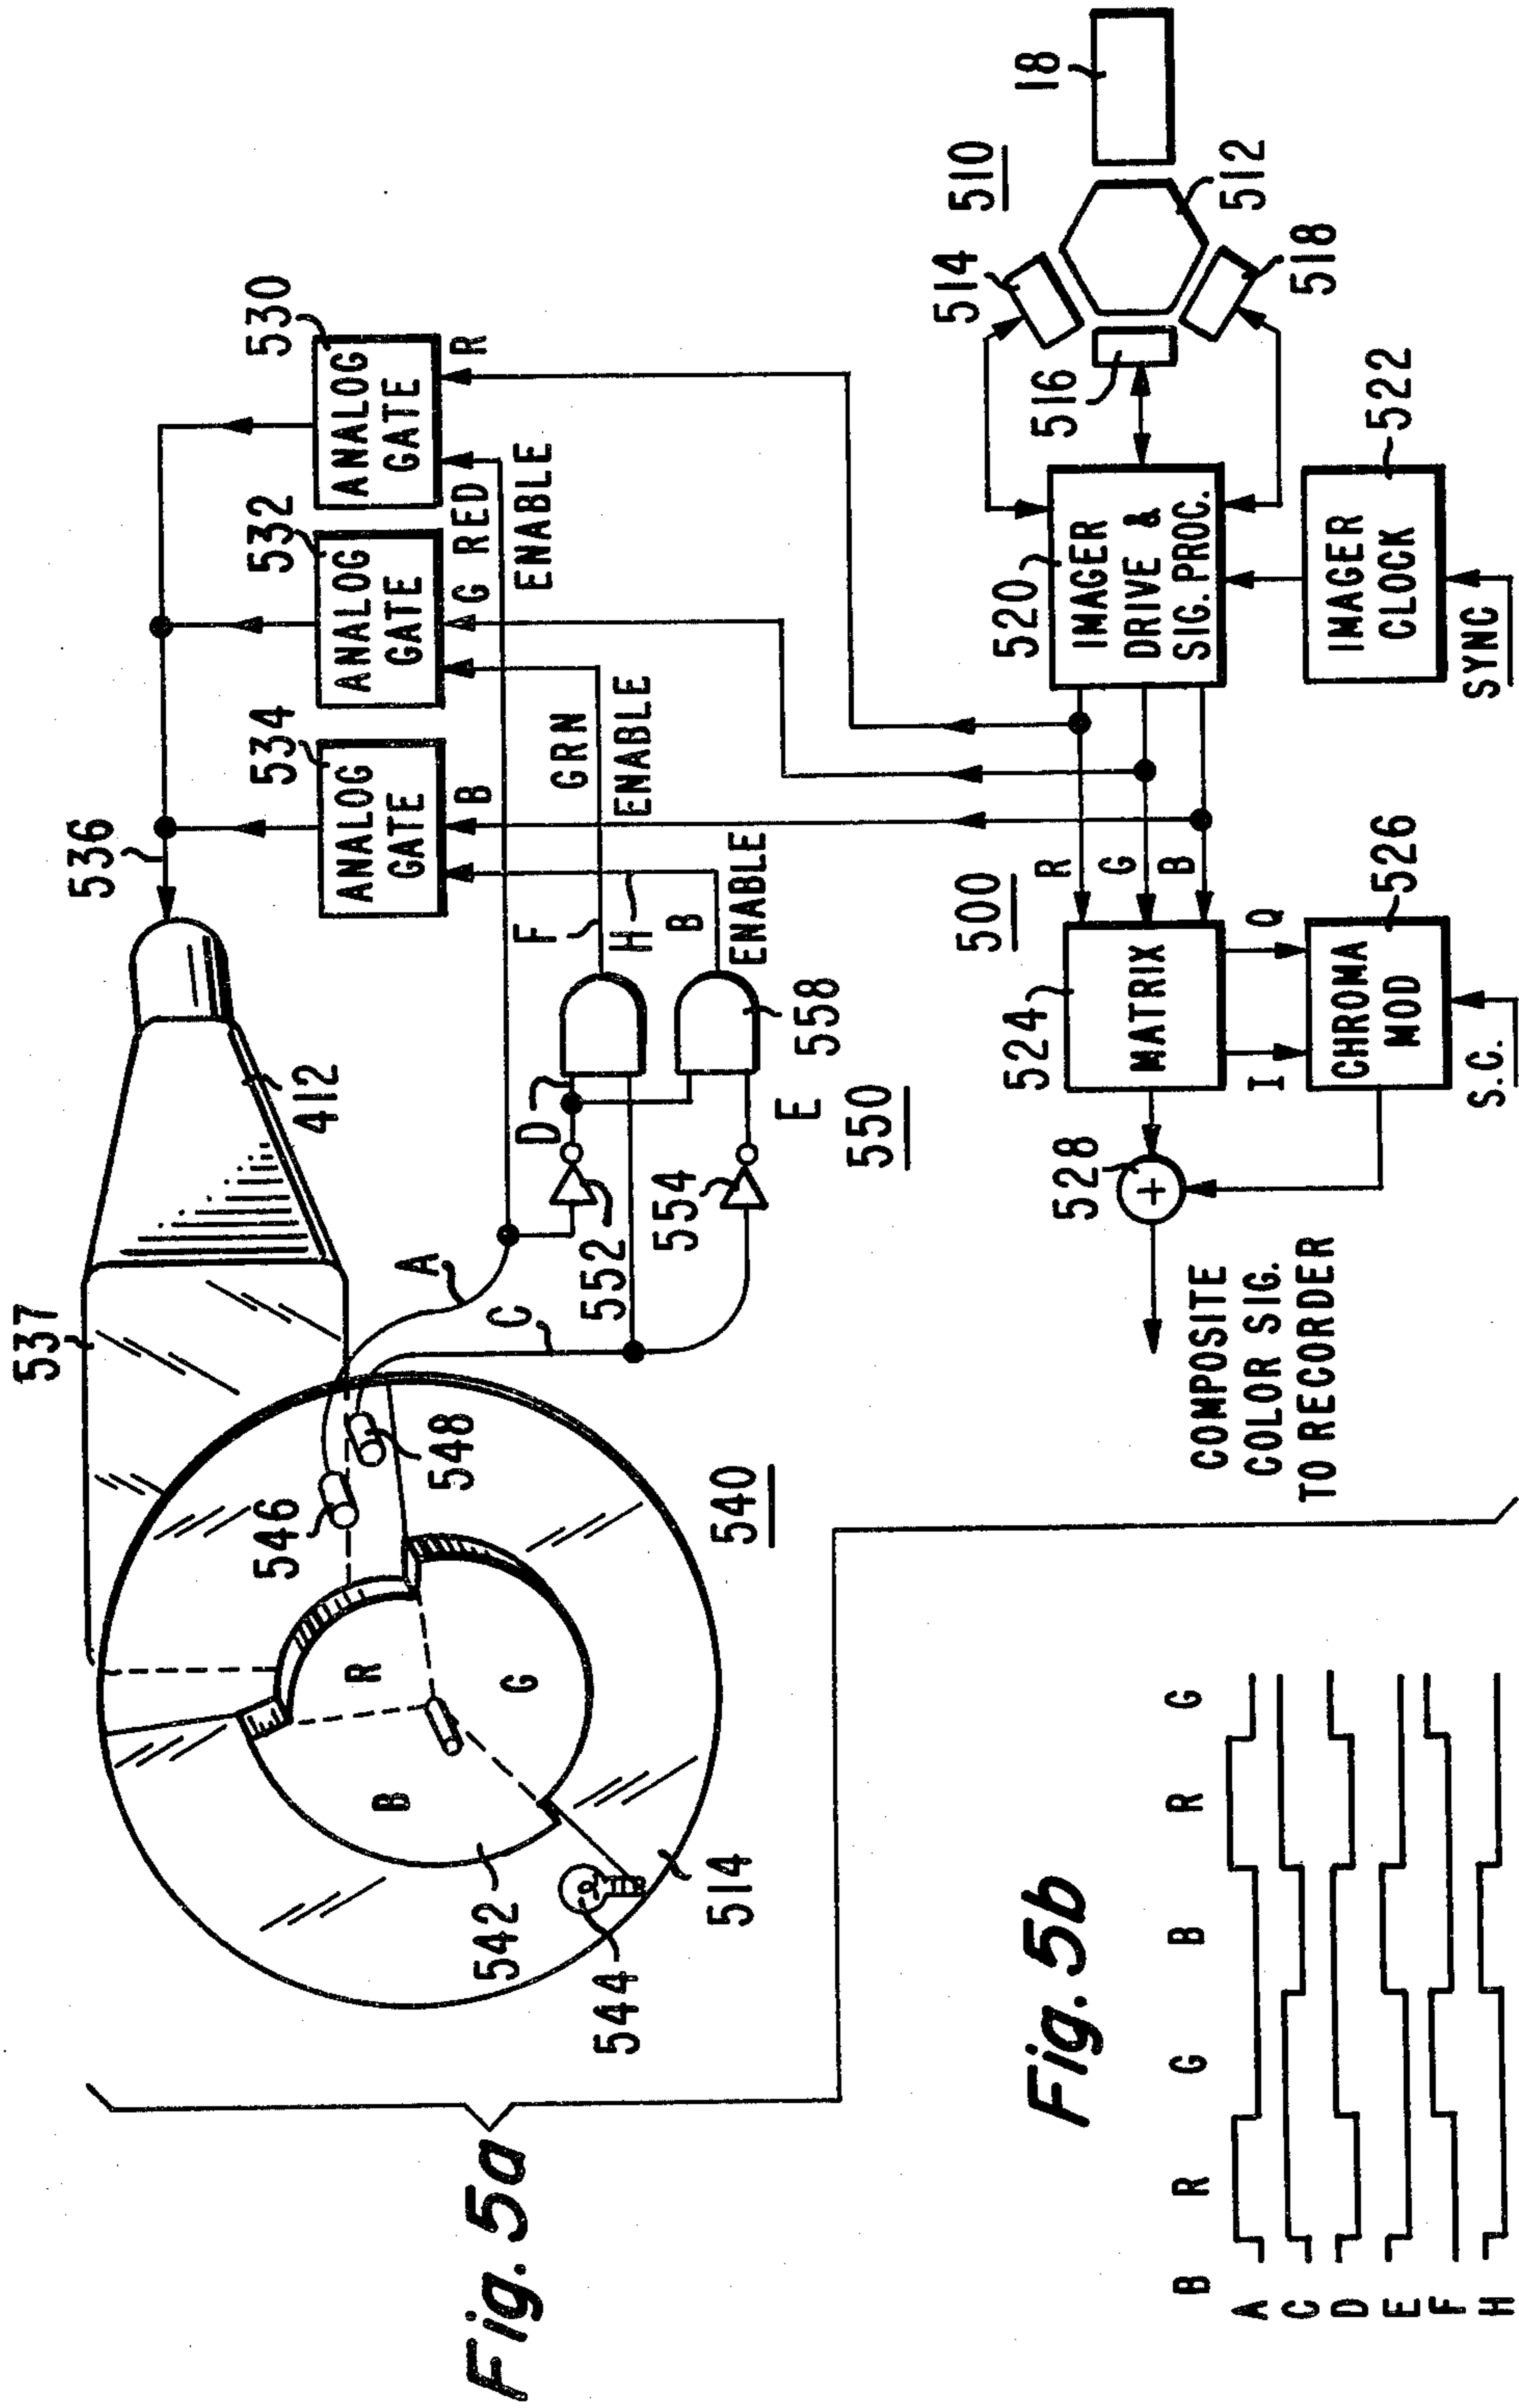 Fig. 5a
537
536
412
546
548
542
544
514
540
R
G
B
A
C
D
E
F
H
552
554
558
550
534
ANALOG
GATE
532
ANALOG
GATE
530
ANALOG
GATE
B
G
R
RED
ENABLE
GRN
ENABLE
B
ENABLE
500
510
18
512
514
516
518
520
IMAGER
DRIVE &
SIG. PROC.
522
IMAGER
CLOCK
SYNC
R
G
B
524
MATRIX
I
Q
526
CHROMA
MOD
S.C.
528
+
COMPOSITE
COLOR SIG.
TO RECORDER
Fig. 5b
B R G B R G
A
C
D
E
F
H